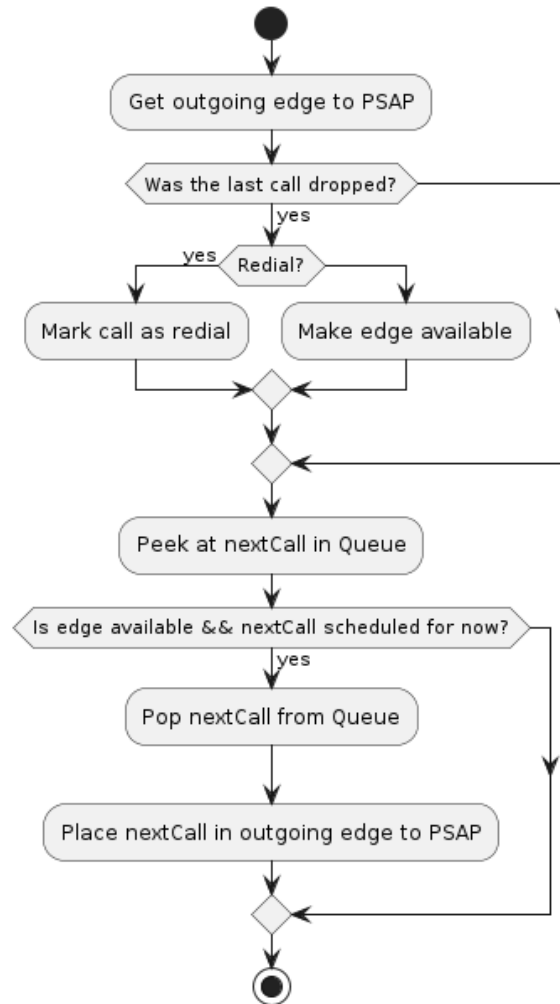 Get outgoing edge to PSAP
Was the last call dropped?
yes
yes
Redial?
Mark call as redial
Make edge available
Peek at nextCall in Queue
Is edge available && nextCall scheduled for now?
yes
Pop nextCall from Queue
Place nextCall in outgoing edge to PSAP